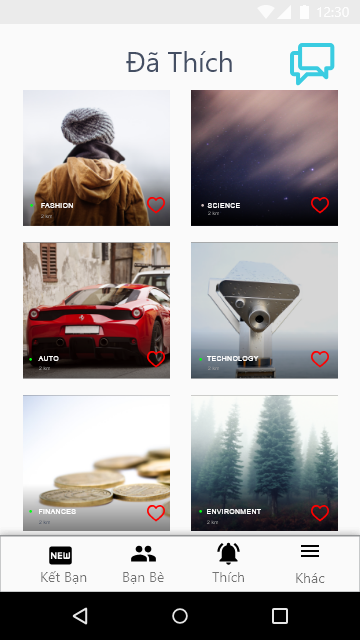 12:30
Đã Thích
FASHION
2 km
SCIENCE
2 km
AUTO
2 km
TECHNOLOGY
2 km
FINANCES
2 km
ENVIRONMENT
2 km
NEW
Kết Bạn
Bạn Bè
Thích
Khác